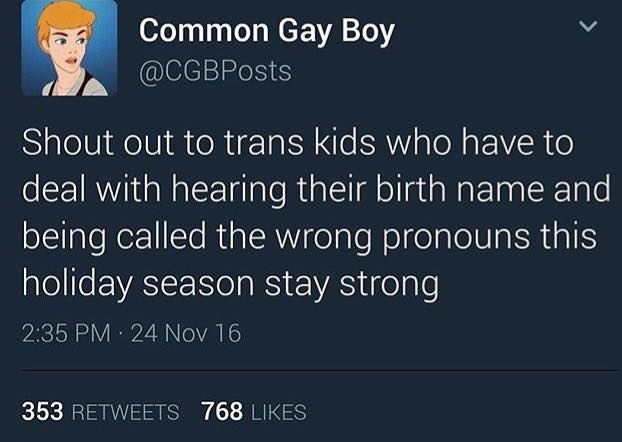 Common Gay Boy
@CGBPosts
Shout out to trans kids who have to
deal with hearing their birth name and
being called the wrong pronouns this
holiday season stay strong
2:35 PM · 24 Nov 16
353 RETWEETS 768 LIKES